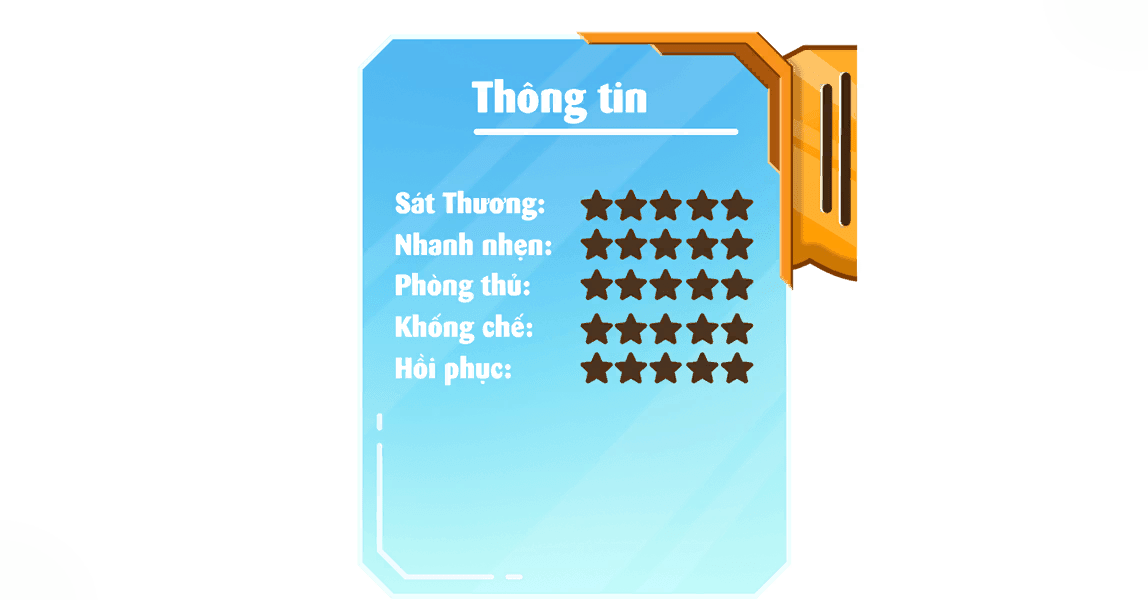 Thông tin
Sát Thương:
Nhanh nhẹn:
Phòng thủ:
Khống chế:
Hồi phục: